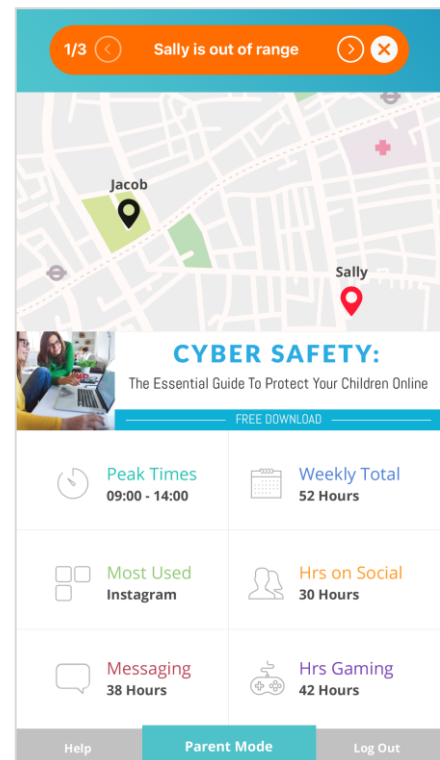 1/3 Sally is out of range
Jacob
Sally
CYBER SAFETY:
The Essential Guide To Protect Your Children Online
FREE DOWNLOAD
Peak Times
09:00 - 14:00
Weekly Total
52 Hours
Most Used
Instagram
Hrs on Social
30 Hours
Messaging
38 Hours
Hrs Gaming
42 Hours
Help Parent Mode Log Out